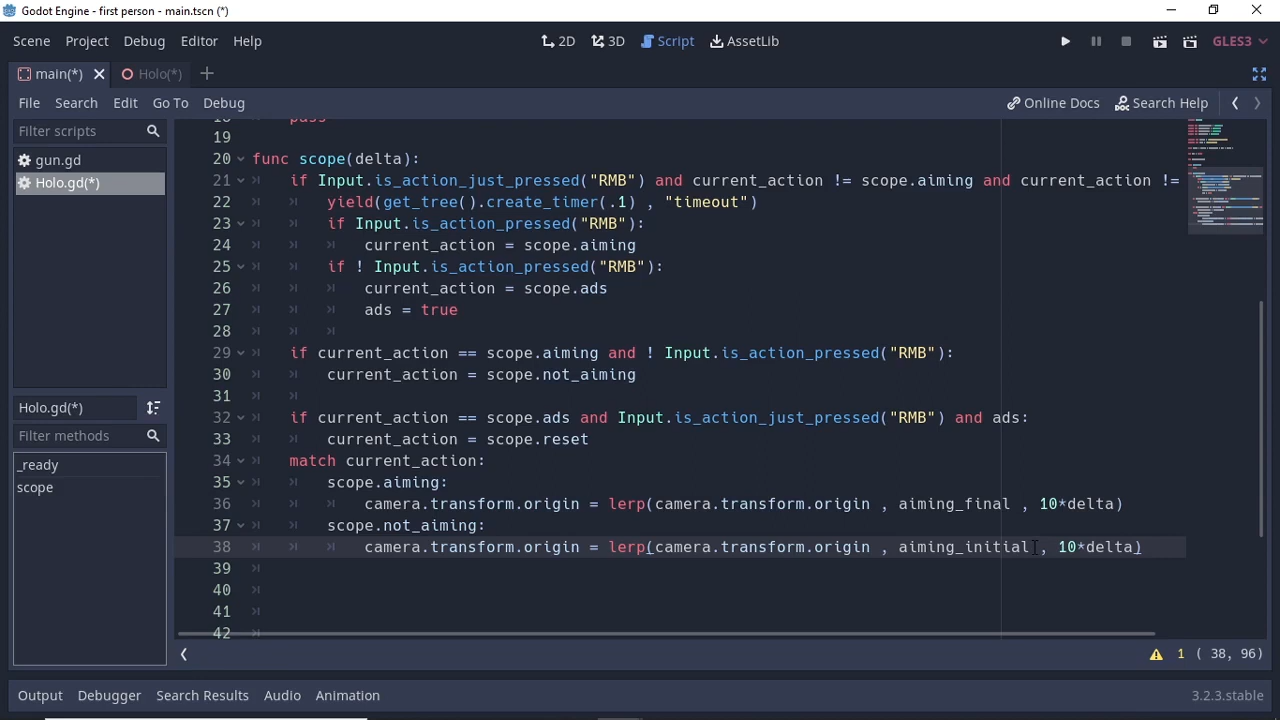 Godot Engine - first person - main.tscn (*)
Scene Project Debug Editor Help
2D 3D Script AssetLib
GLES3
main(*) Holo(*)
File Search Edit Go To Debug
Online Docs Search Help
Filter scripts
gun.gd
Holo.gd(*)
Holo.gd(*)
Filter methods
_ready
scope
19
20 func scope(delta):
21 if Input.is_action_just_pressed("RMB") and current_action != scope.aiming and current_action !=
22 yield(get_tree().create_timer(.1) , "timeout")
23 if Input.is_action_pressed("RMB"):
24 current_action = scope.aiming
25 if ! Input.is_action_pressed("RMB"):
26 current_action = scope.ads
27 ads = true
28
29 if current_action == scope.aiming and ! Input.is_action_pressed("RMB"):
30 current_action = scope.not_aiming
31
32 if current_action == scope.ads and Input.is_action_just_pressed("RMB") and ads:
33 current_action = scope.reset
34 match current_action:
35 scope.aiming:
36 camera.transform.origin = lerp(camera.transform.origin , aiming_final , 10*delta)
37 scope.not_aiming:
38 camera.transform.origin = lerp(camera.transform.origin , aiming_initial , 10*delta)
39
40
41
42
1 ( 38, 96)
Output Debugger Search Results Audio Animation
3.2.3.stable